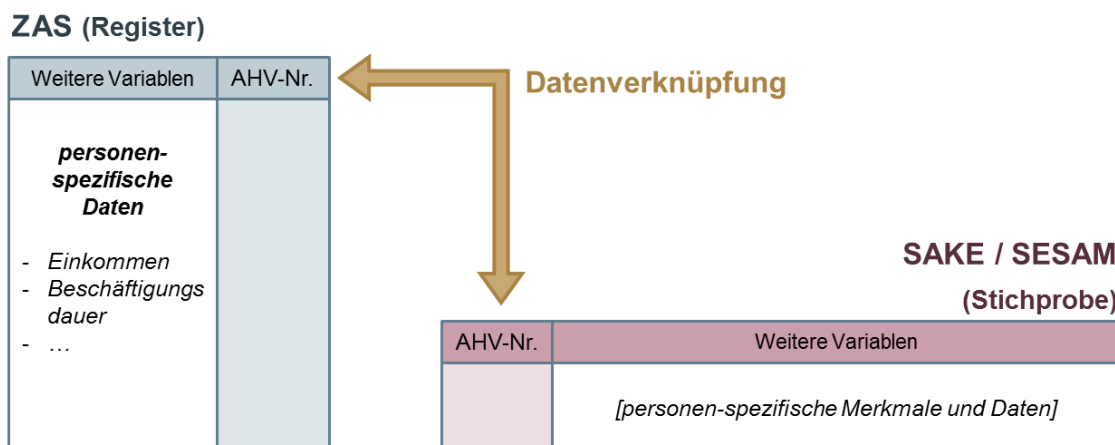 ZAS (Register)
Weitere Variablen AHV-Nr.
Datenverknüpfung
personen-
spezifische
Daten
- Einkommen
- Beschäftigungs
dauer
- …
SAKE / SESAM
(Stichprobe)
AHV-Nr. Weitere Variablen
[personen-spezifische Merkmale und Daten]